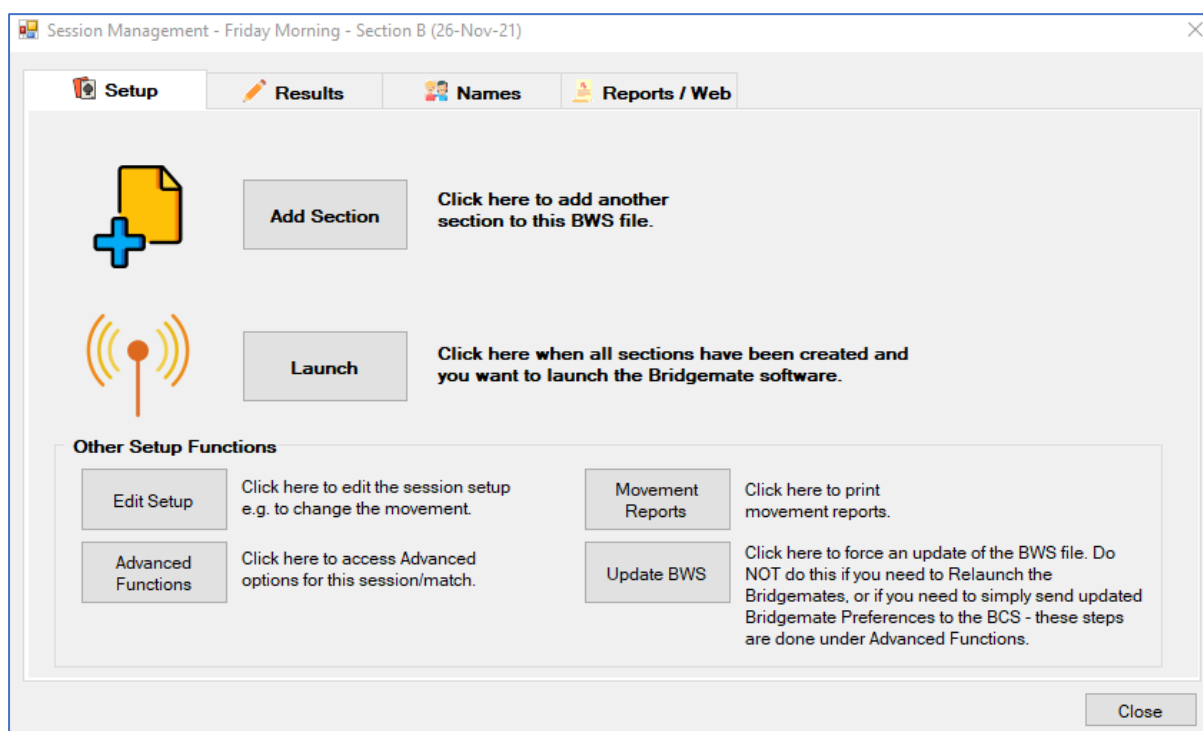 Session Management - Friday Morning - Section B (26-Nov-21)
Setup
Results
Names
Reports / Web
Add Section
Click here to add another
section to this BWS file.
Launch
Click here when all sections have been created and
you want to launch the Bridgemate software.
Other Setup Functions
Edit Setup
Click here to edit the session setup
e.g. to change the movement.
Movement
Reports
Click here to print
movement reports.
Advanced
Functions
Click here to access Advanced
options for this session/match.
Update BWS
Click here to force an update of the BWS file. Do
NOT do this if you need to Relaunch the
Bridgemates, or if you need to simply send updated
Bridgemate Preferences to the BCS - these steps
are done under Advanced Functions.
Close